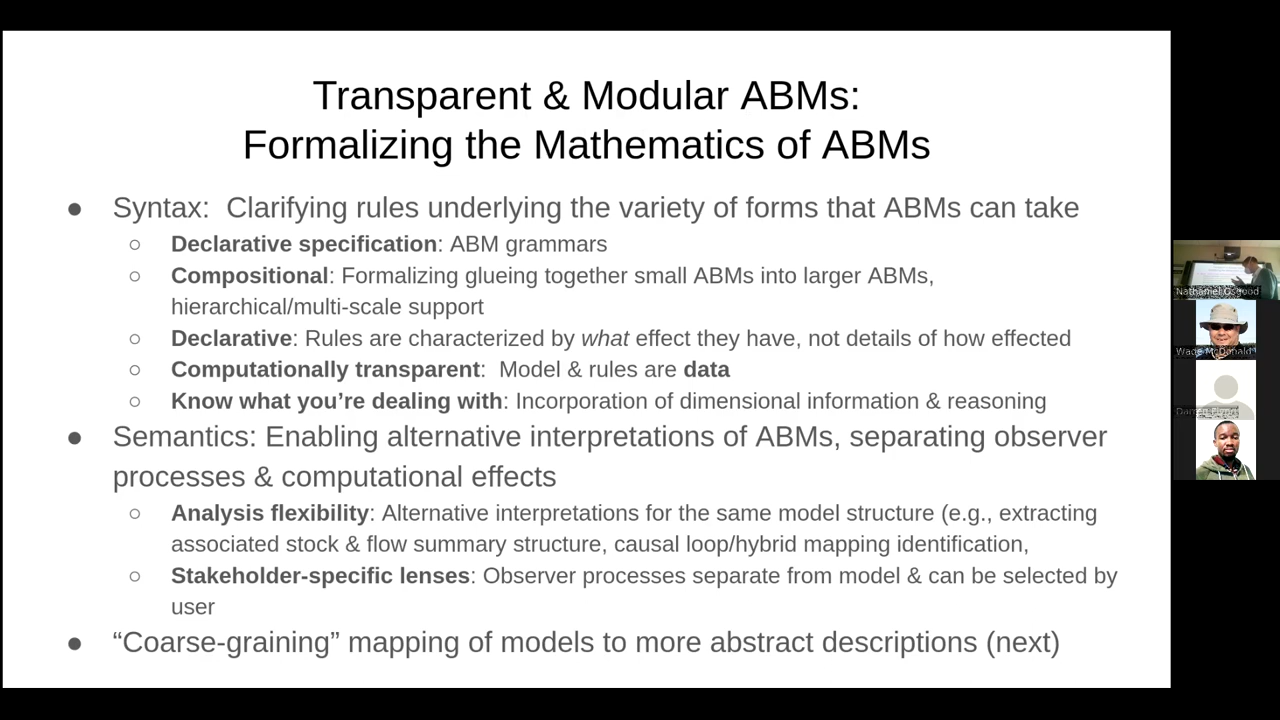 Transparent & Modular ABMs:
Formalizing the Mathematics of ABMs
● Syntax:  Clarifying rules underlying the variety of forms that ABMs can take
○ Declarative specification: ABM grammars
○ Compositional: Formalizing glueing together small ABMs into larger ABMs,
hierarchical/multi-scale support
○ Declarative: Rules are characterized by what effect they have, not details of how effected
○ Computationally transparent:  Model & rules are data
○ Know what you’re dealing with: Incorporation of dimensional information & reasoning
● Semantics: Enabling alternative interpretations of ABMs, separating observer
processes & computational effects
○ Analysis flexibility: Alternative interpretations for the same model structure (e.g., extracting
associated stock & flow summary structure, causal loop/hybrid mapping identification,
○ Stakeholder-specific lenses: Observer processes separate from model & can be selected by
user
● “Coarse-graining” mapping of models to more abstract descriptions (next)
Nathaniel Osgood
Wade McDonald